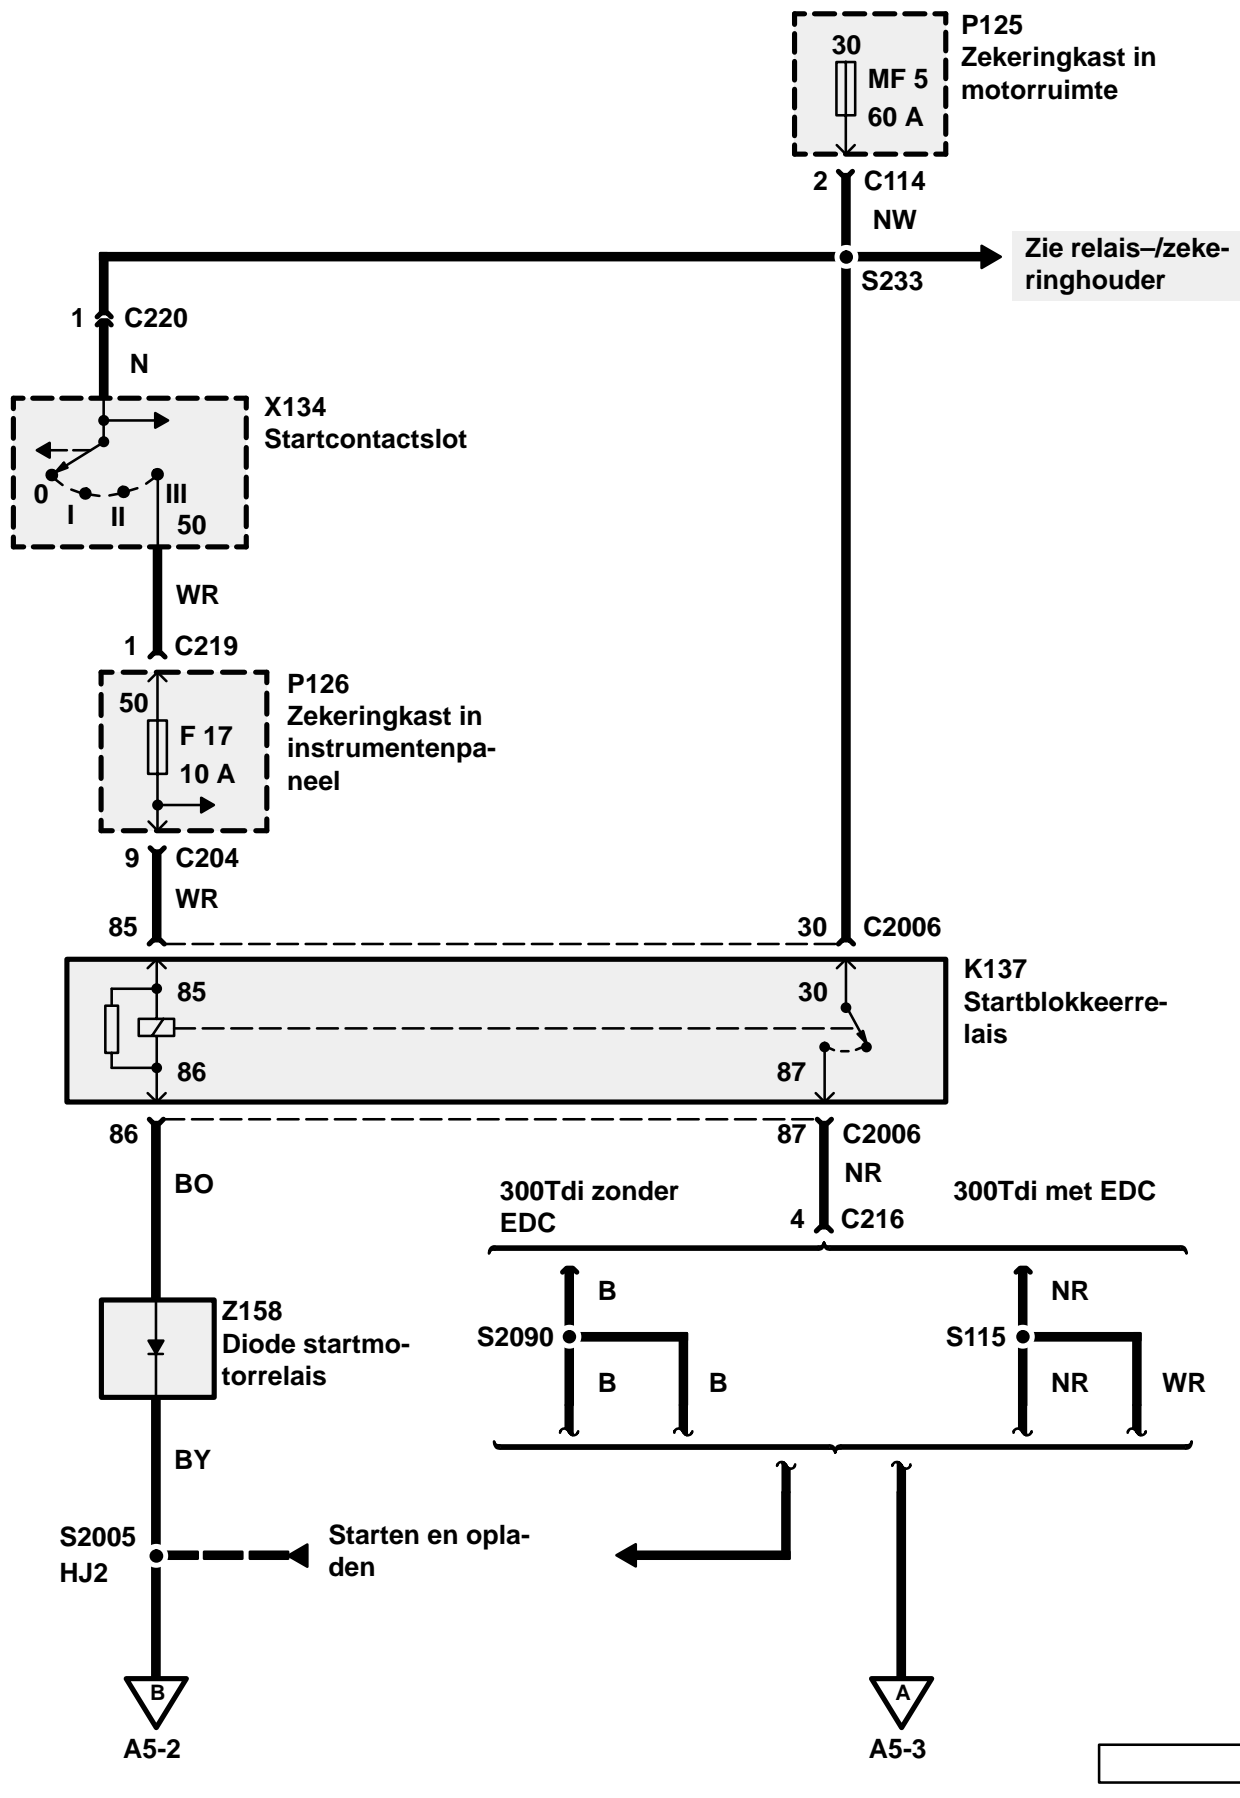 P125
Zekeringkast in
motorruimte
30
MF 5
60 A
2 C114
NW
Zie relais–/zeke-
ringhouder
S233
1 C220
N
X134
Startcontactslot
0
I
II
III
50
WR
1 C219
P126
Zekeringkast in
instrumentenpa-
neel
50
F 17
10 A
9 C204
WR
85
30 C2006
K137
Startblokkeerre-
lais
85
30
86
87
86
87 C2006
BO
NR
300Tdi zonder
EDC
300Tdi met EDC
4 C216
Z158
Diode startmo-
torrelais
B
NR
S2090
S115
B
B
NR
WR
BY
S2005
HJ2
Starten en opla-
den
B
A
A5-2
A5-3